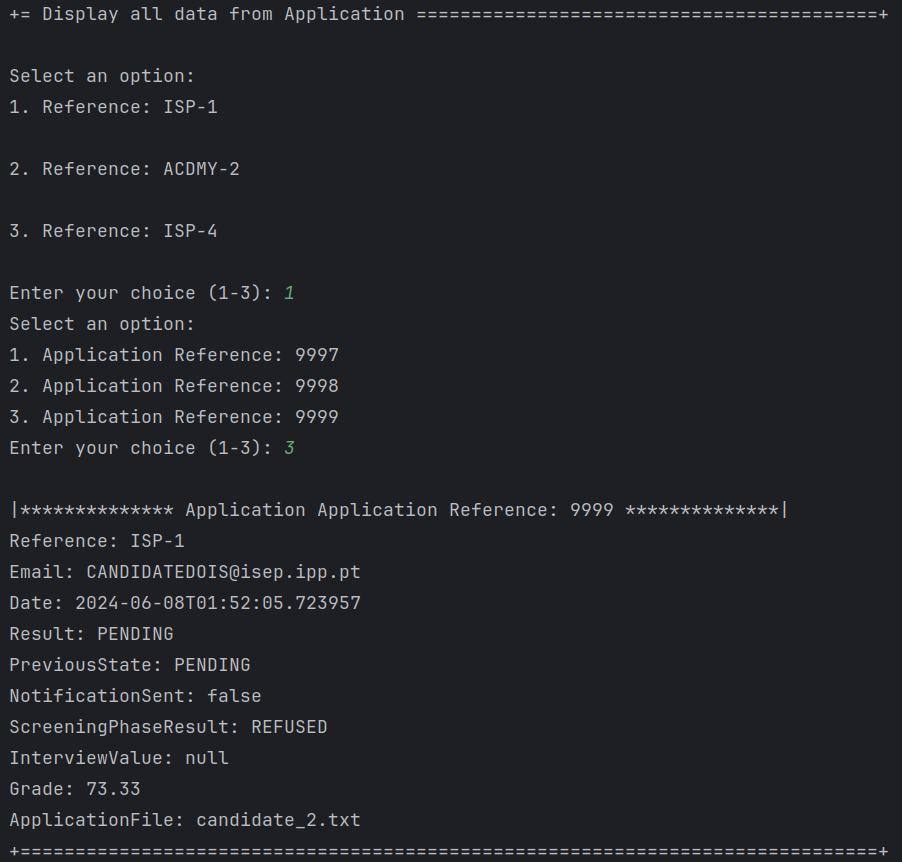 += Display all data from Application ==========================================+
Select an option:
1. Reference: ISP-1
2. Reference: ACDMY-2
3. Reference: ISP-4
Enter your choice (1-3): 1
Select an option:
1. Application Reference: 9997
2. Application Reference: 9998
3. Application Reference: 9999
Enter your choice (1-3): 3
|************** Application Application Reference: 9999 **************|
Reference: ISP-1
Email: CANDIDATEDOIS@isep.ipp.pt
Date: 2024-06-08T01:52:05.723957
Result: PENDING
PreviousState: PENDING
NotificationSent: false
ScreeningPhaseResult: REFUSED
InterviewValue: null
Grade: 73.33
ApplicationFile: candidate_2.txt
+==============================================================================+